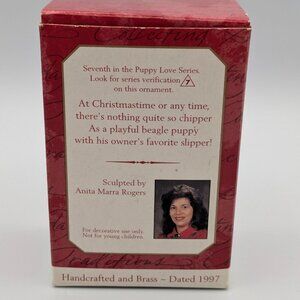 Seventh in the Puppy Love Series.
Look for series verification 7
on this ornament.
At Christmastime or any time,
there's nothing quite so chipper
As a playful beagle puppy
with his owner's favorite slipper!
Sculpted by
Anita Marra Rogers
For decorative use only.
Not for young children.
Handcrafted and Brass ~ Dated 1997